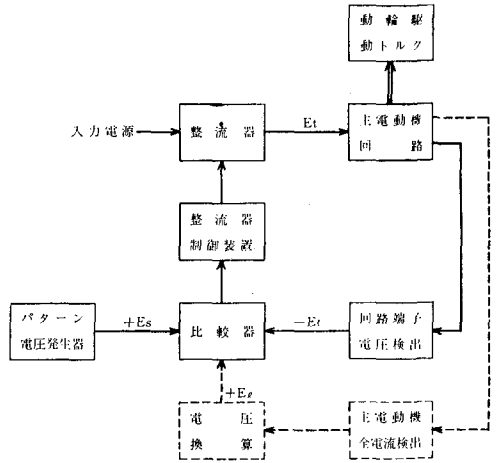 動輪駆
動トルク
入力電源
整流器
Et
主電動機
回路
整流器
制御装置
パターン
電圧発生器
+Es
比較器
-Et
回路端子
電圧検出
+Eℓ
電圧
換算
主電動機
全電流検出